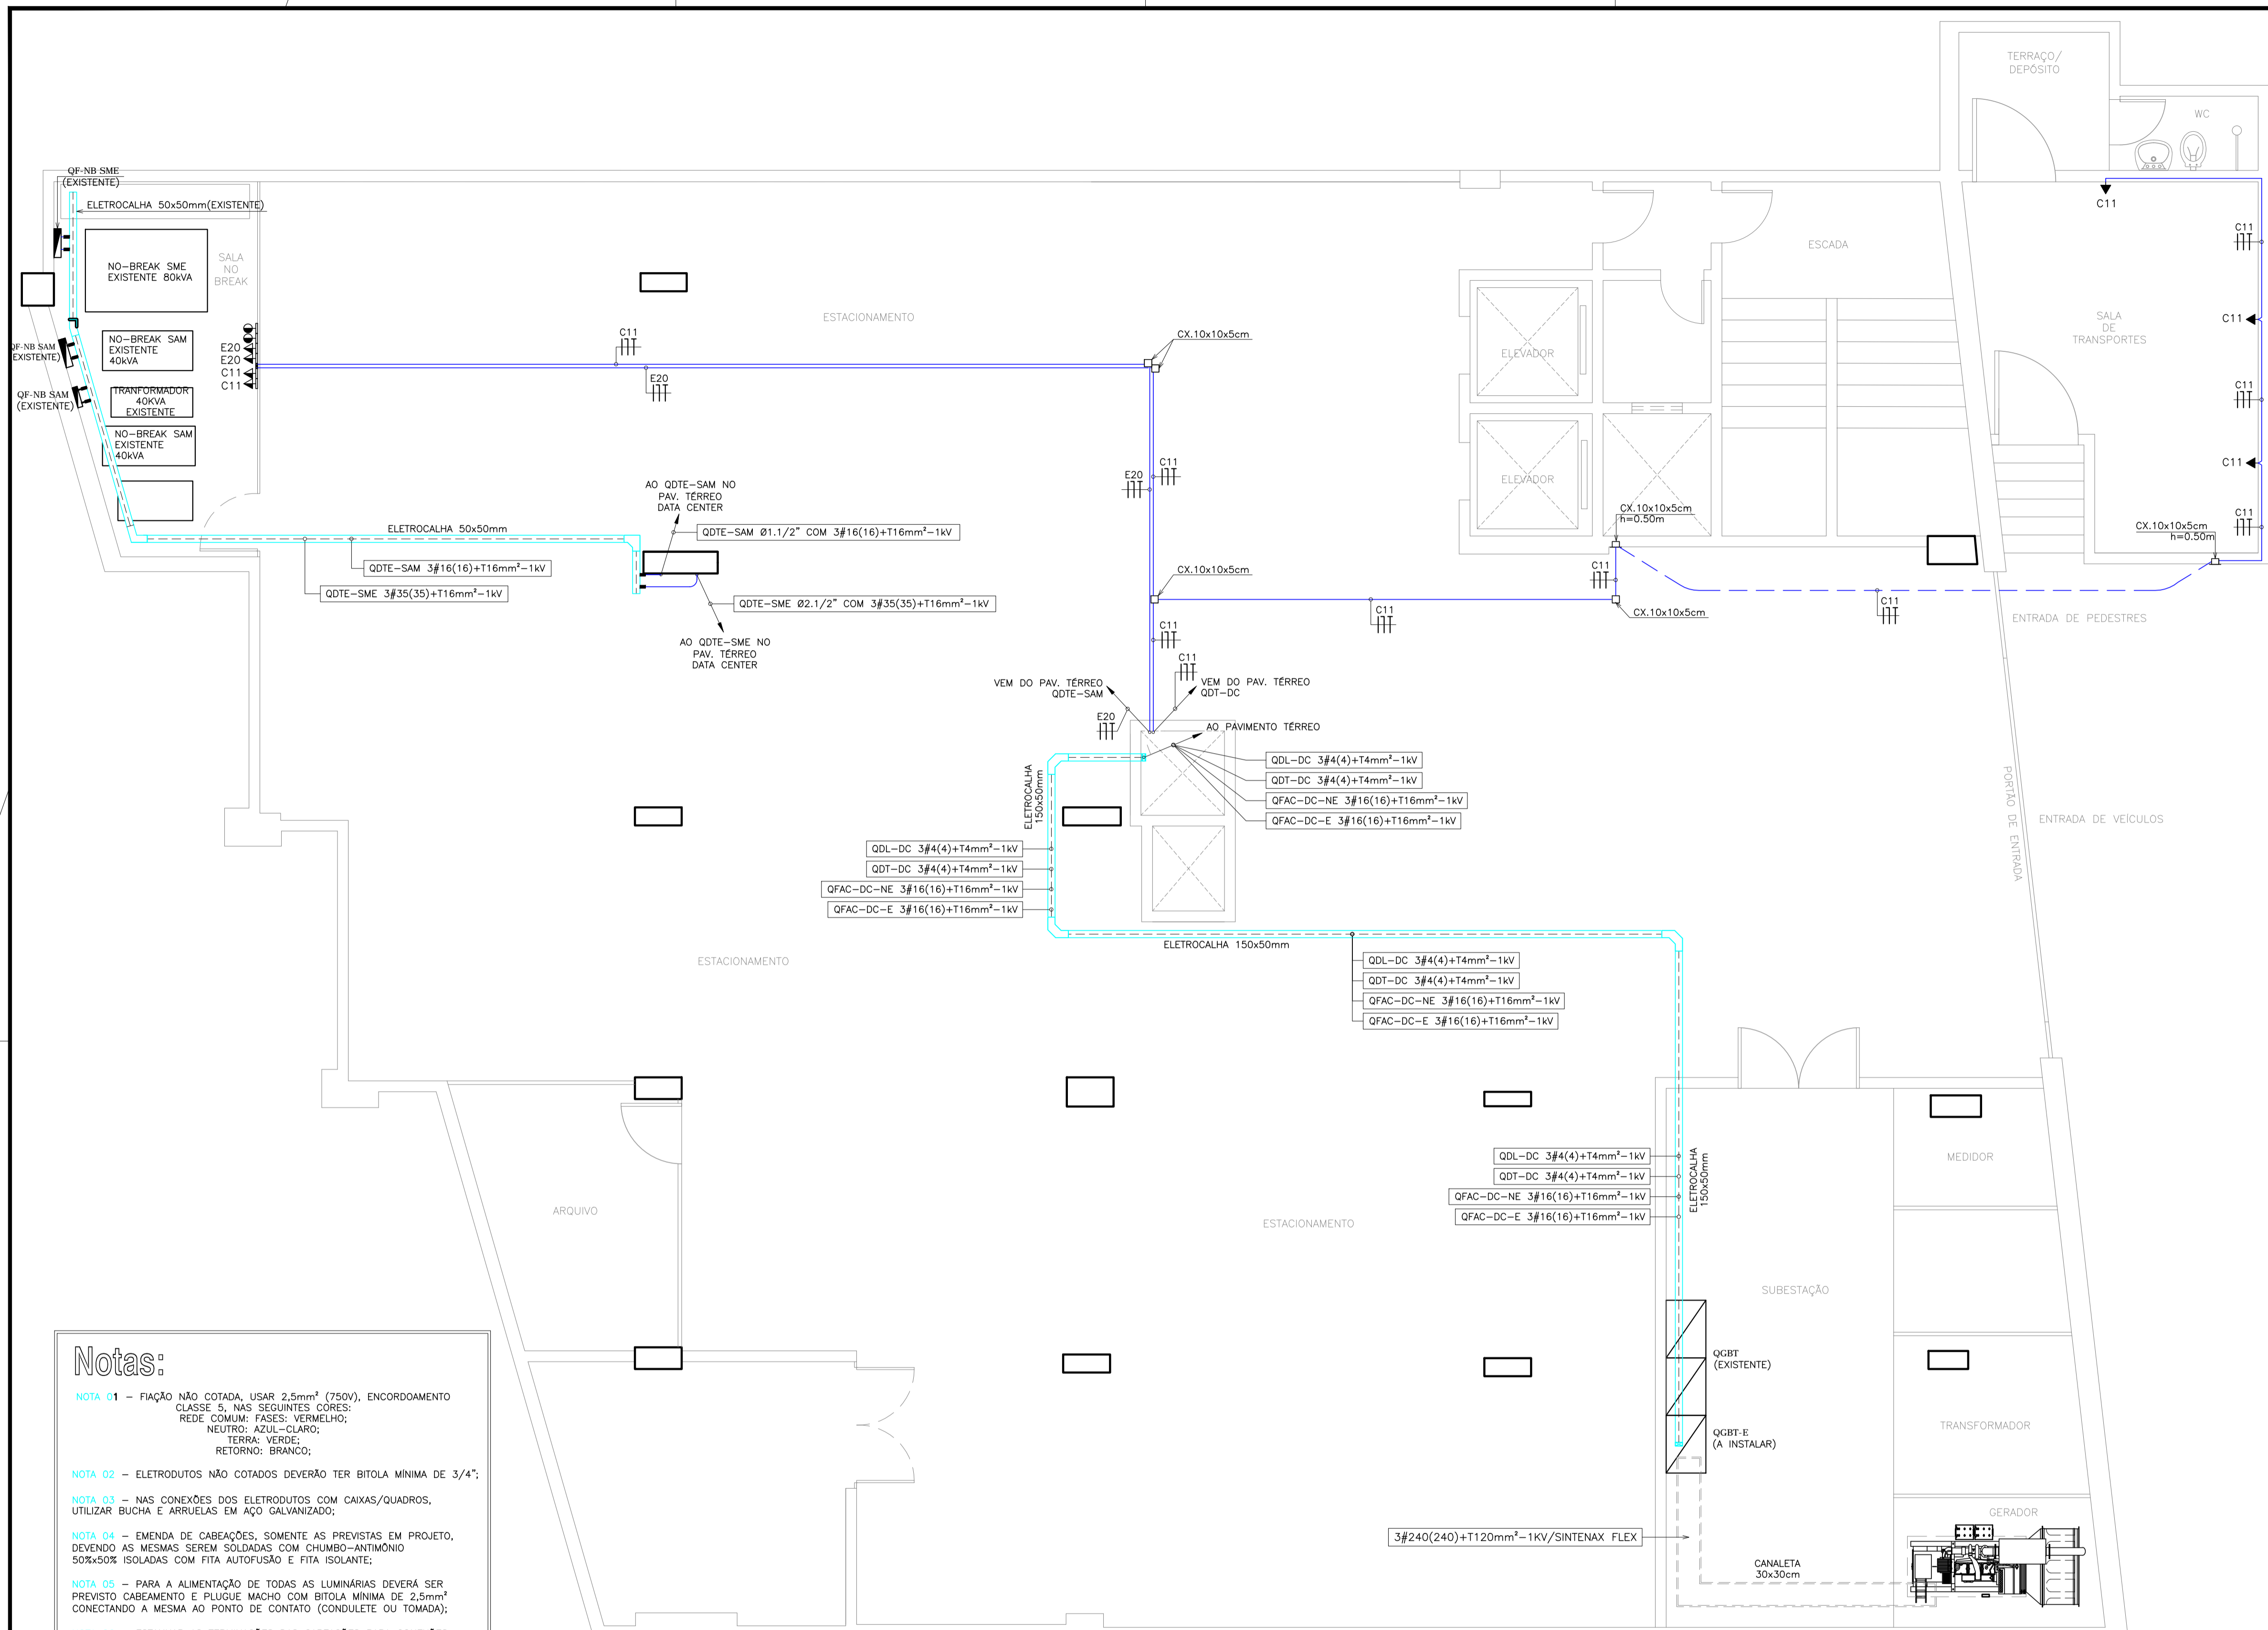 TERRAÇO/
DEPÓSITO
WC
QF-NB SME
(EXISTENTE)
ELETROCALHA 50x50mm(EXISTENTE)
C11
C11
NO-BREAK SME
EXISTENTE 80kVA
SALA
NO
BREAK
ESCADA
ESTACIONAMENTO
SALA
DE
TRANSPORTES
C11
C11
CX.10x10x5cm
QF-NB SAM
EXISTENTE)
NO-BREAK SAM
EXISTENTE
40kVA
E20
E20
C11
C11
ELEVADOR
E20
C11
QF-NB SAM
(EXISTENTE)
TRANFORMADOR
40KVA
EXISTENTE
NO-BREAK SAM
EXISTENTE
40kVA
C11
E20
C11
ELEVADOR
AO QDTE-SAM NO
PAV. TÉRREO
DATA CENTER
CX.10x10x5cm
h=0.50m
C11
CX.10x10x5cm
h=0.50m
ELETROCALHA 50x50mm
QDTE-SAM Ø1.1/2" COM 3#16(16)+T16mm²-1kV
QDTE-SAM 3#16(16)+T16mm²-1kV
QDTE-SME 3#35(35)+T16mm²-1kV
CX.10x10x5cm
C11
QDTE-SME Ø2.1/2" COM 3#35(35)+T16mm²-1kV
C11
C11
CX.10x10x5cm
ENTRADA DE PEDESTRES
AO QDTE-SME NO
PAV. TÉRREO
DATA CENTER
C11
C11
VEM DO PAV. TÉRREO
QDTE-SAM
VEM DO PAV. TÉRREO
QDT-DC
E20
AO PAVIMENTO TÉRREO
QDL-DC 3#4(4)+T4mm²-1kV
QDT-DC 3#4(4)+T4mm²-1kV
QFAC-DC-NE 3#16(16)+T16mm²-1kV
QFAC-DC-E 3#16(16)+T16mm²-1kV
ELETROCALHA
150x50mm
PORTÃO DE ENTRADA
ENTRADA DE VEÍCULOS
QDL-DC 3#4(4)+T4mm²-1kV
QDT-DC 3#4(4)+T4mm²-1kV
QFAC-DC-NE 3#16(16)+T16mm²-1kV
QFAC-DC-E 3#16(16)+T16mm²-1kV
ELETROCALHA 150x50mm
ESTACIONAMENTO
QDL-DC 3#4(4)+T4mm²-1kV
QDT-DC 3#4(4)+T4mm²-1kV
QFAC-DC-NE 3#16(16)+T16mm²-1kV
QFAC-DC-E 3#16(16)+T16mm²-1kV
QDL-DC 3#4(4)+T4mm²-1kV
QDT-DC 3#4(4)+T4mm²-1kV
QFAC-DC-NE 3#16(16)+T16mm²-1kV
QFAC-DC-E 3#16(16)+T16mm²-1kV
ELETROCALHA
150x50mm
MEDIDOR
ARQUIVO
ESTACIONAMENTO
SUBESTAÇÃO
QGBT
(EXISTENTE)
QGBT-E
(A INSTALAR)
TRANSFORMADOR
GERADOR
3#240(240)+T120mm²-1KV/SINTENAX FLEX
CANALETA
30x30cm
Notas:
NOTA 01 - FIAÇÃO NÃO COTADA, USAR 2,5mm² (750V), ENCORDOAMENTO
CLASSE 5, NAS SEGUINTES CORES:
REDE COMUM: FASES: VERMELHO;
NEUTRO: AZUL-CLARO;
TERRA: VERDE;
RETORNO: BRANCO;
NOTA 02 - ELETRODUTOS NÃO COTADOS DEVERÃO TER BITOLA MÍNIMA DE 3/4";
NOTA 03 - NAS CONEXÕES DOS ELETRODUTOS COM CAIXAS/QUADROS,
UTILIZAR BUCHA E ARRUELAS EM AÇO GALVANIZADO;
NOTA 04 - EMENDA DE CABEAÇÕES, SOMENTE AS PREVISTAS EM PROJETO,
DEVENDO AS MESMAS SEREM SOLDADAS COM CHUMBO-ANTIMÔNIO
50%x50% ISOLADAS COM FITA AUTOFUSÃO E FITA ISOLANTE;
NOTA 05 - PARA A ALIMENTAÇÃO DE TODAS AS LUMINÁRIAS DEVERÁ SER
PREVISTO CABEAMENTO E PLUGUE MACHO COM BITOLA MÍNIMA DE 2,5mm²
CONECTANDO A MESMA AO PONTO DE CONTATO (CONDULETE OU TOMADA);